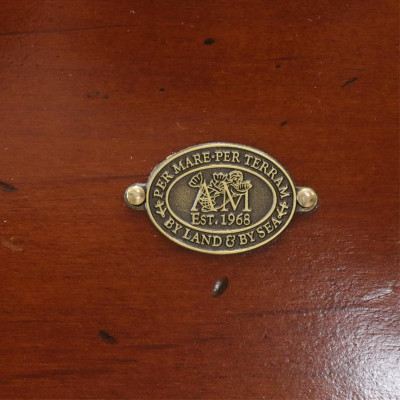 PER MARE·PER TERRAM
AM
EST. 1968
BY LAND & BY SEA